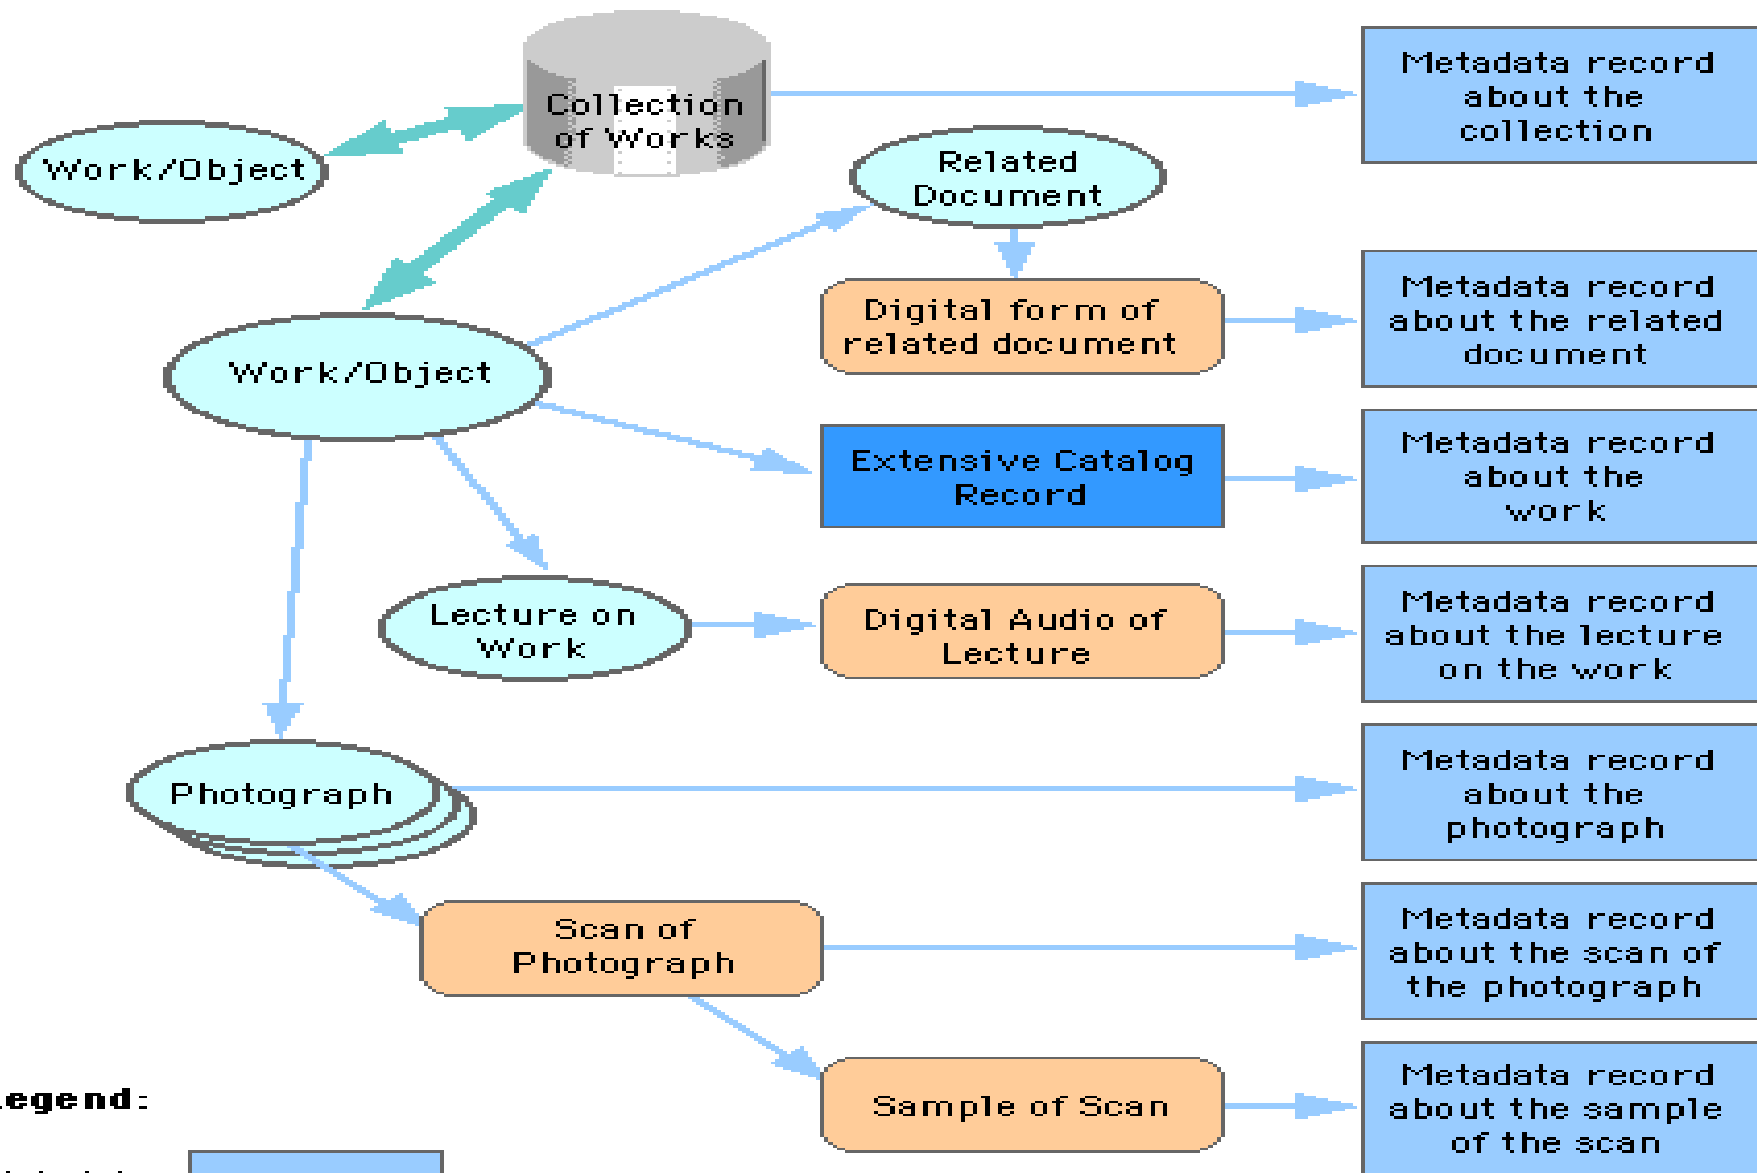 Collection
of Works
Metadata record
about the
collection
Work/Object
Related
Document
Digital form of
related document
Metadata record
about the related
document
Work/Object
Extensive Catalog
Record
Metadata record
about the
work
Lecture on
Work
Digital Audio of
Lecture
Metadata record
about the lecture
on the work
Photograph
Metadata record
about the
photograph
Scan of
Photograph
Metadata record
about the scan of
the photograph
Sample of Scan
Metadata record
about the sample
of the scan
egend: